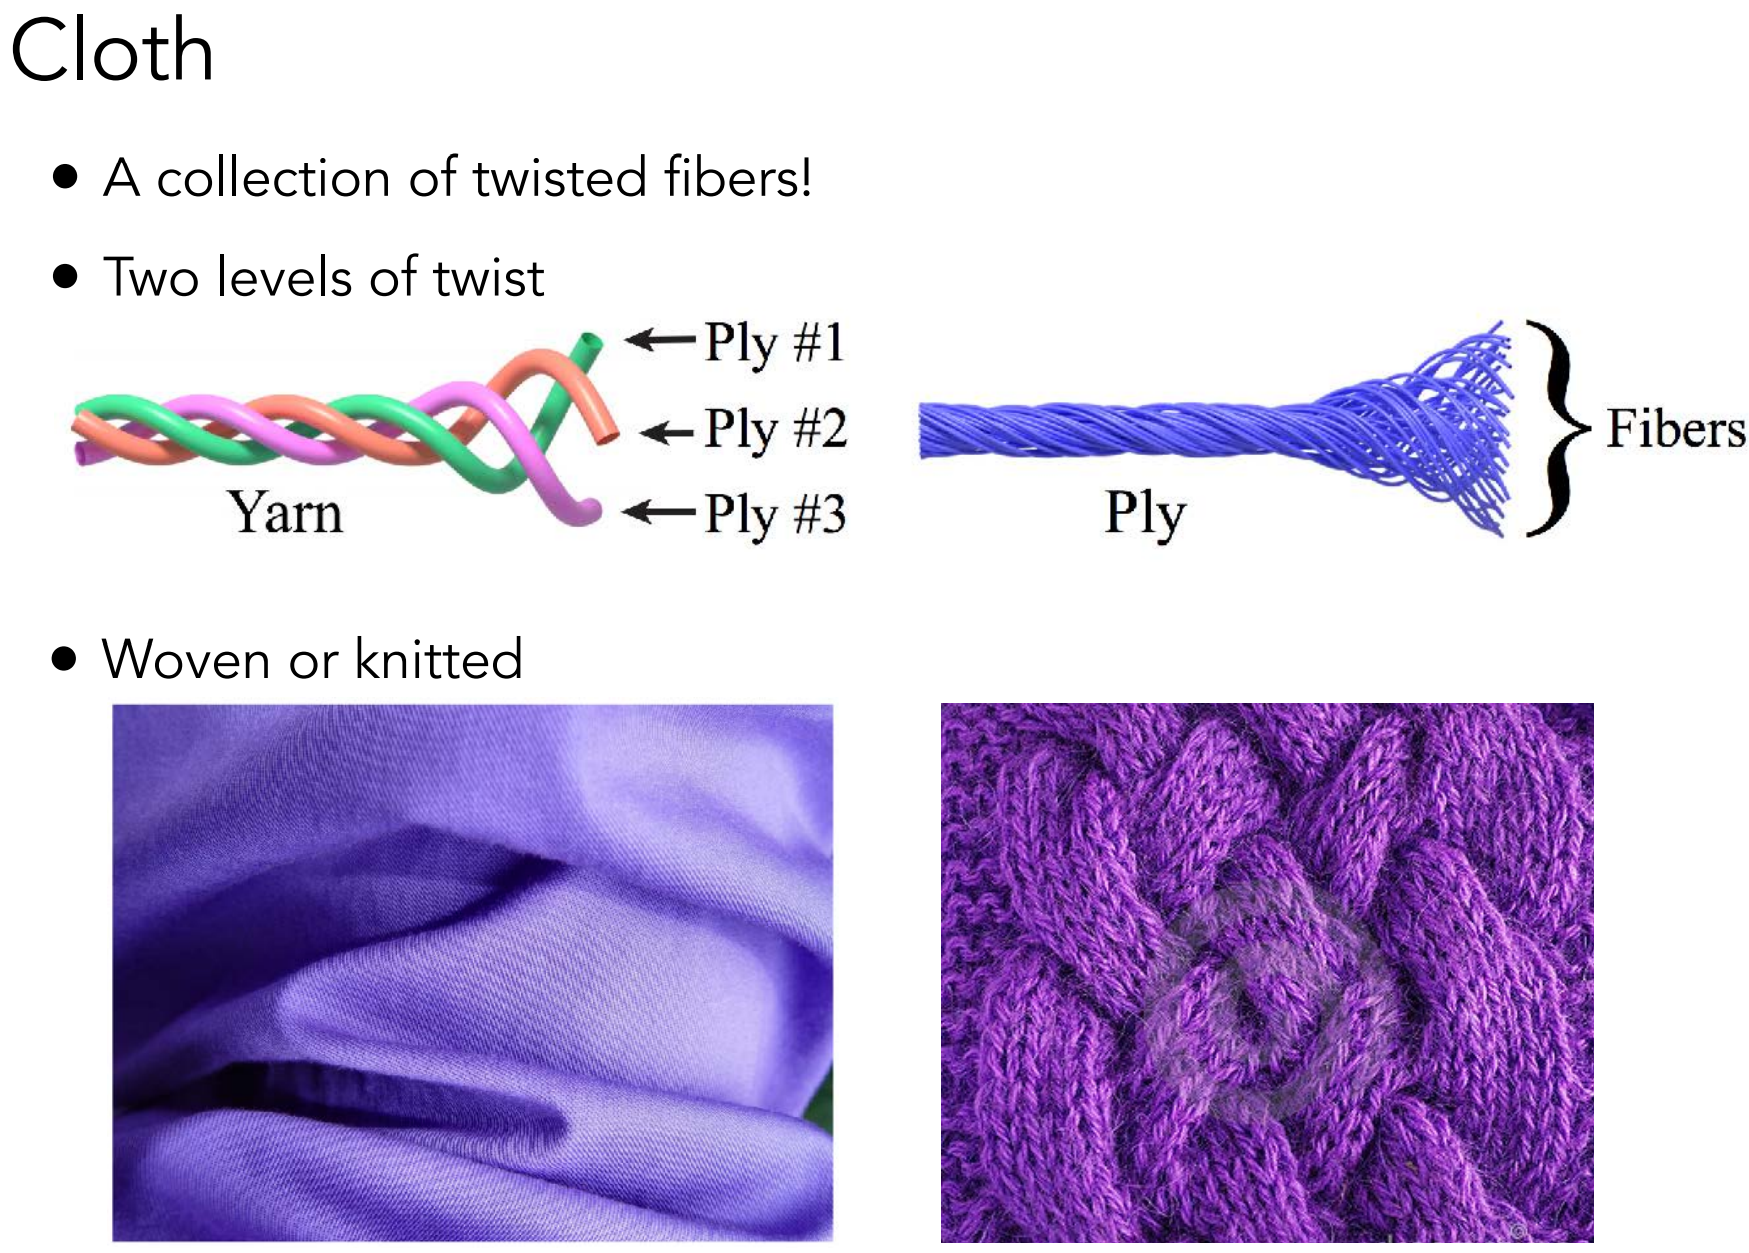 Cloth
• A collection of twisted fibers!
• Two levels of twist
Ply #1
Ply #2
Ply #3
Yarn
Fibers
Ply
• Woven or knitted